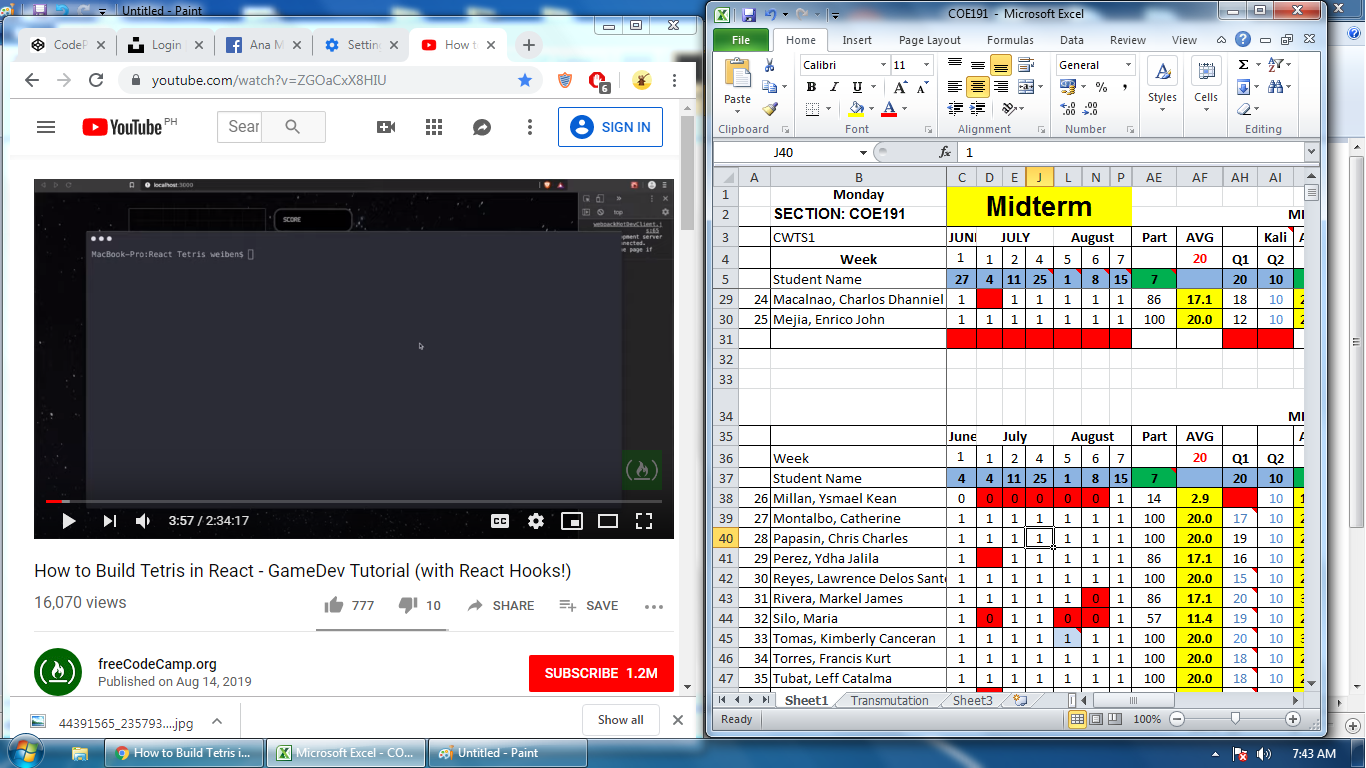 Untitled - Paint
CodeP
Login
Ana M
Settin
How t
youtube.com/watch?v=ZGOaCxX8HIU
6
YouTube PH
Sear
SIGN IN
localhost:3000
SCORE
top
MacBook-Pro:React Tetris weiben$
3:57 / 2:34:17
CC
How to Build Tetris in React - GameDev Tutorial (with React Hooks!)
16,070 views
777
10
SHARE
SAVE
freeCodeCamp.org
Published on Aug 14, 2019
SUBSCRIBE 1.2M
44391565_235793....jpg
Show all
COE191 - Microsoft Excel
File Home Insert Page Layout Formulas Data Review View
Paste
Calibri 11
General
B I U
Styles
Cells
Clipboard Font Alignment Number Editing
J40 fx 1
A B C D E J L N P AE AF AH AI
1 Monday Midterm
2 SECTION: COE191 MI
3 CWTS1 JUNE JULY August Part AVG Kali A
4 Week 1 1 2 4 5 6 7 20 Q1 Q2
5 Student Name 27 4 11 25 1 8 15 7 20 10
29 24 Macalnao, Charlos Dhanniel 1 1 1 1 1 1 86 17.1 18 10 2
30 25 Mejia, Enrico John 1 1 1 1 1 1 1 100 20.0 12 10 2
31
32
33
34 MI
35 June July August Part AVG A
36 Week 1 1 2 4 5 6 7 20 Q1 Q2
37 Student Name 4 4 11 25 1 8 15 7 20 10
38 26 Millan, Ysmael Kean 0 0 0 0 0 0 1 14 2.9 10 1
39 27 Montalbo, Catherine 1 1 1 1 1 1 1 100 20.0 17 10 2
40 28 Papasin, Chris Charles 1 1 1 1 1 1 1 100 20.0 19 10 2
41 29 Perez, Ydha Jalila 1 1 1 1 1 1 86 17.1 16 10 2
42 30 Reyes, Lawrence Delos Sant 1 1 1 1 1 1 1 100 20.0 15 10 2
43 31 Rivera, Markel James 1 1 1 1 1 0 1 86 17.1 20 10 3
44 32 Silo, Maria 1 0 1 1 0 0 1 57 11.4 19 10 2
45 33 Tomas, Kimberly Canceran 1 1 1 1 1 1 1 100 20.0 20 10 3
46 34 Torres, Francis Kurt 1 1 1 1 1 1 1 100 20.0 18 10 2
47 35 Tubat, Leff Catalma 1 1 1 1 1 1 1 100 20.0 18 10 2
Sheet1 Transmutation Sheet3
Ready 100%
How to Build Tetris i...
Microsoft Excel - CO...
Untitled - Paint
7:43 AM